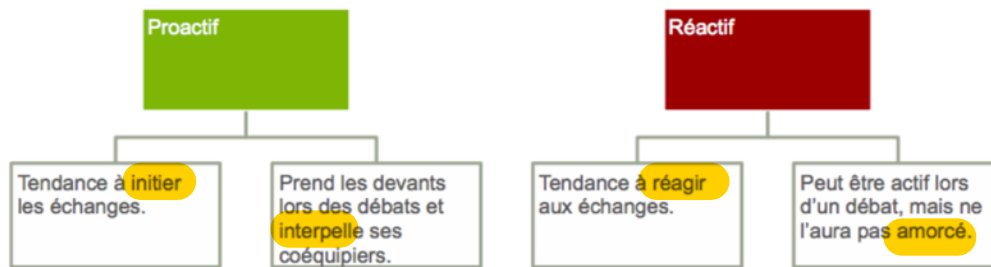 Proactif
Réactif
Tendance à initier
les échanges.
Prend les devants
lors des débats et
interpelle ses
coéquipiers.
Tendance à réagir
aux échanges.
Peut être actif lors
d'un débat, mais ne
l'aura pas amorcé.